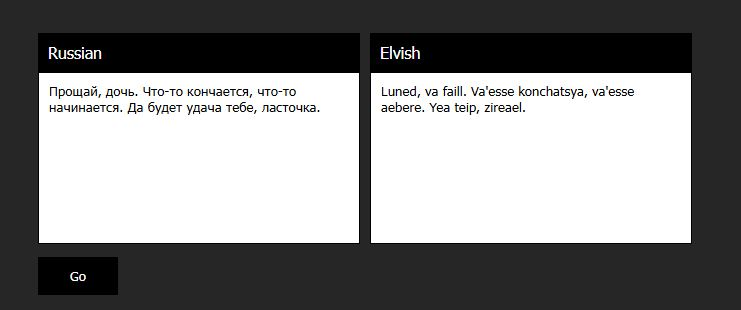 Russian
Прощай, дочь. Что-то кончается, что-то
начинается. Да будет удача тебе, ласточка.
Elvish
Luned, va faill. Va'esse konchatsya, va'esse
aebere. Yea teip, zireael.
Go